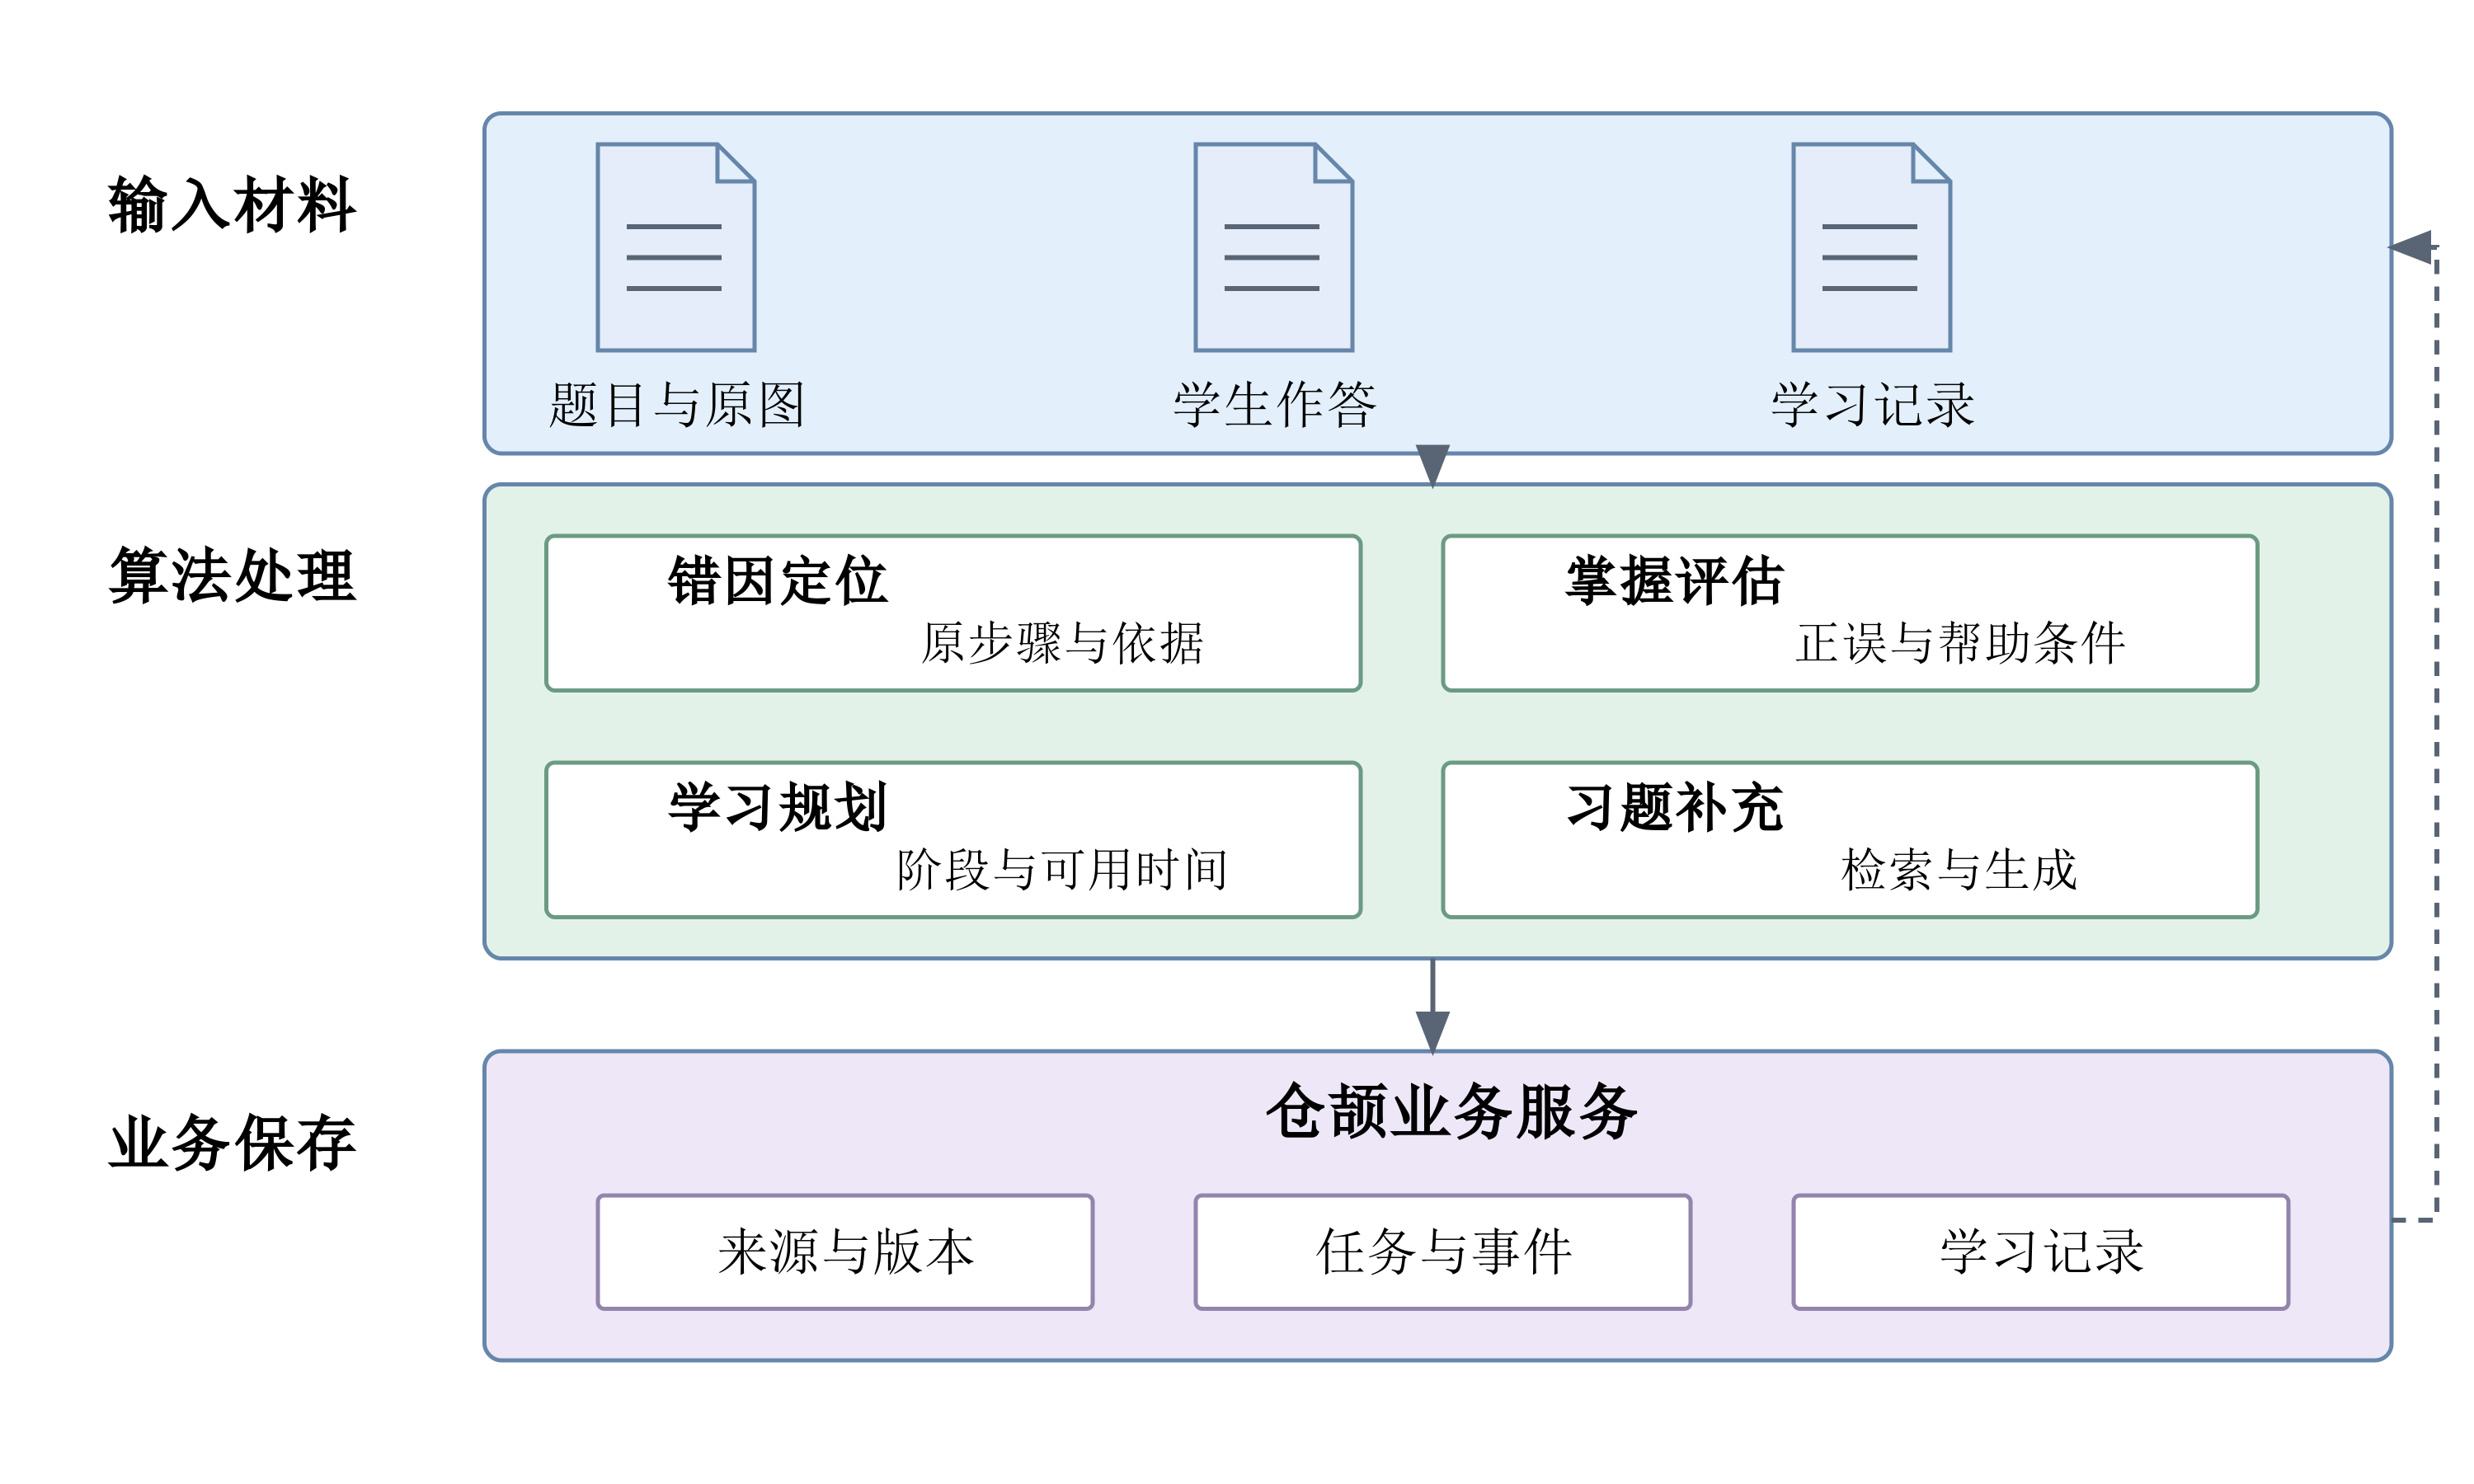 输入材料
题目与原图
学生作答
学习记录
算法处理
错因定位
原步骤与依据
掌握评估
正误与帮助条件
学习规划
阶段与可用时间
习题补充
检索与生成
业务保存
仓颉业务服务
来源与版本
任务与事件
学习记录